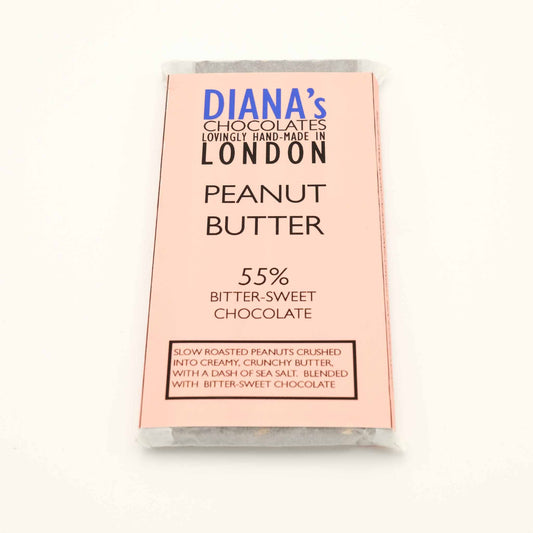 DIANA's
CHOCOLATES
LOVINGLY HAND-MADE IN
LONDON
PEANUT
BUTTER
55%
BITTER-SWEET
CHOCOLATE
SLOW ROASTED PEANUTS CRUSHED
INTO CREAMY, CRUNCHY BUTTER,
WITH A DASH OF SEA SALT.  BLENDED
WITH  BITTER-SWEET CHOCOLATE